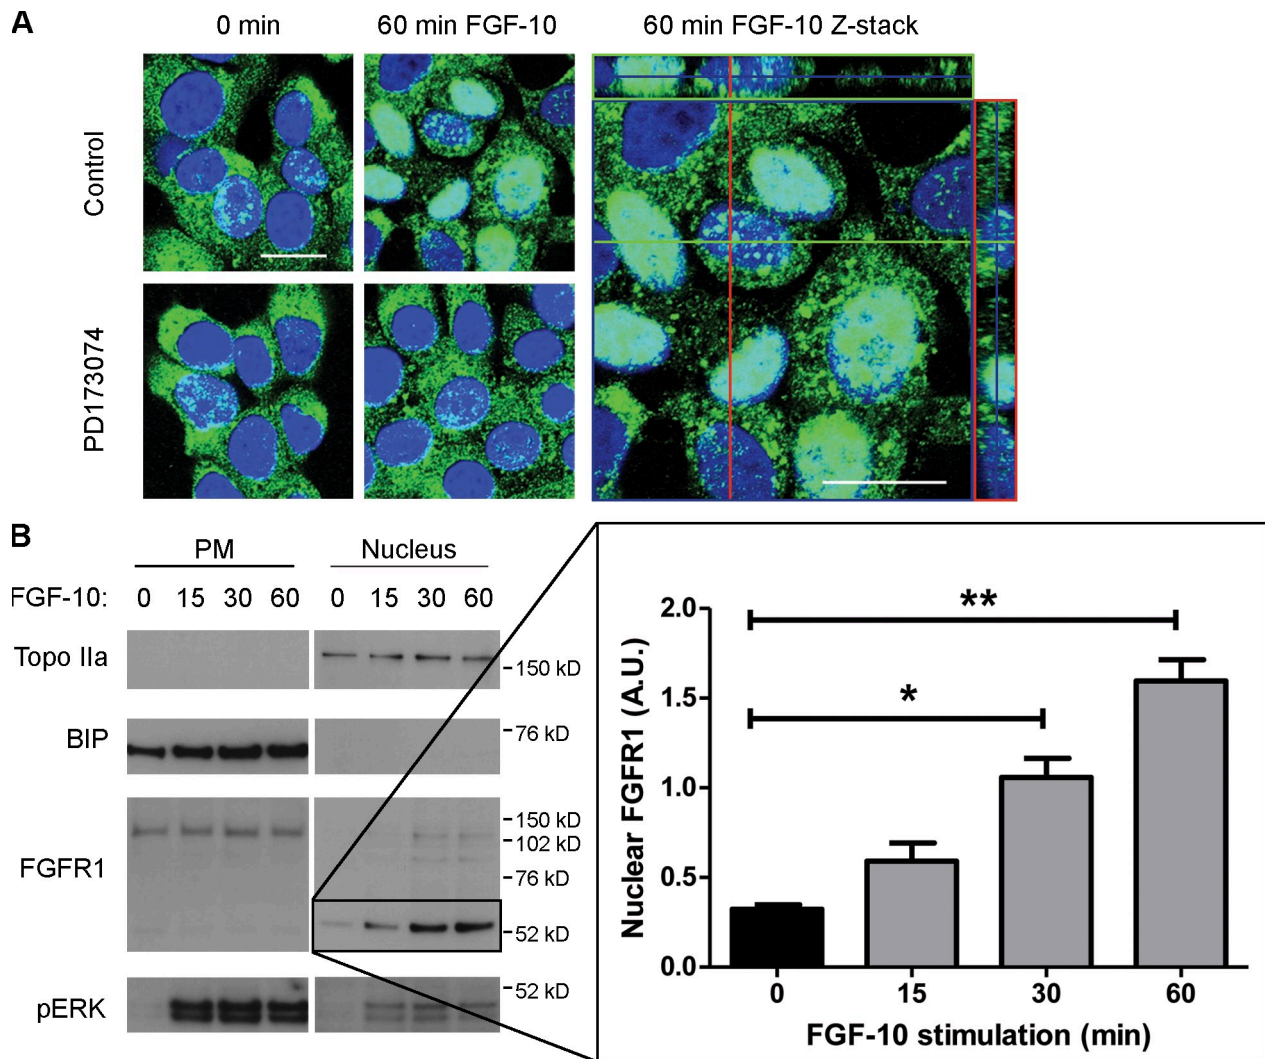 A
0 min
60 min FGF-10
60 min FGF-10 Z-stack
Control
PD173074
B
PM
Nucleus
FGF-10:
0 15 30 60
0 15 30 60
Topo IIa
-150 kD
BIP
-76 kD
FGFR1
-150 kD
-102 kD
-76 kD
-52 kD
pERK
-52 kD
Nuclear FGFR1 (A.U.)
2.0
1.5
1.0
0.5
0.0
**
*
0 15 30 60
FGF-10 stimulation (min)